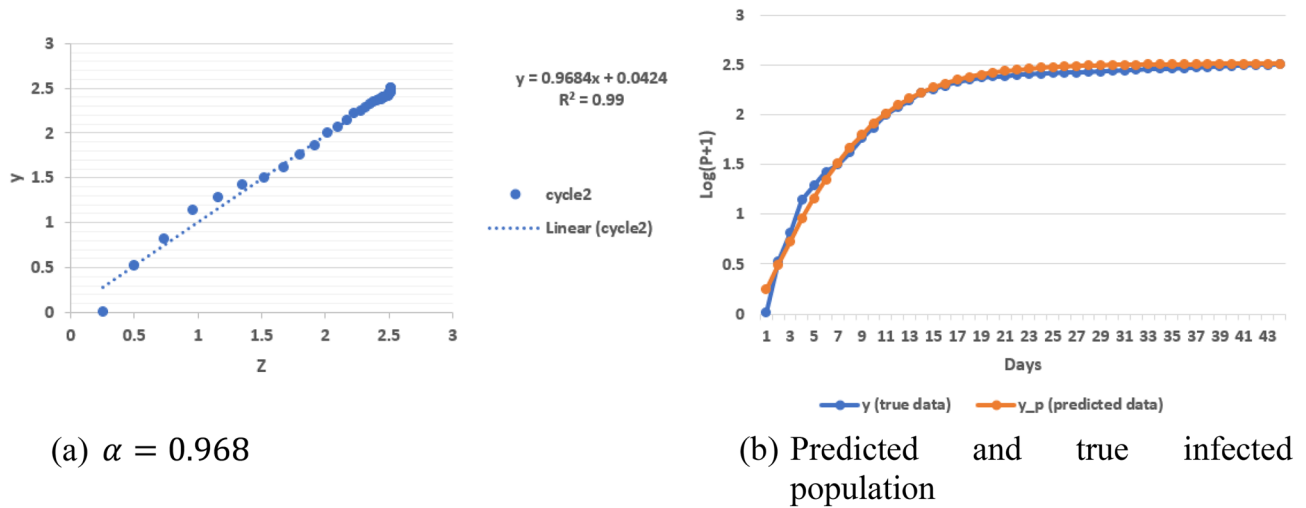 3
2.5
2
1.5
1
0.5
0
y
0
0.5
1
1.5
2
2.5
3
Z
y = 0.9684x + 0.0424
R² = 0.99
cycle2
Linear (cycle2)
(a) α = 0.968
3
2.5
2
1.5
1
0.5
0
Log(P+1)
1 3 5 7 9 11 13 15 17 19 21 23 25 27 29 31 33 35 37 39 41 43
Days
y (true data) y_p (predicted data)
(b) Predicted and true infected
population